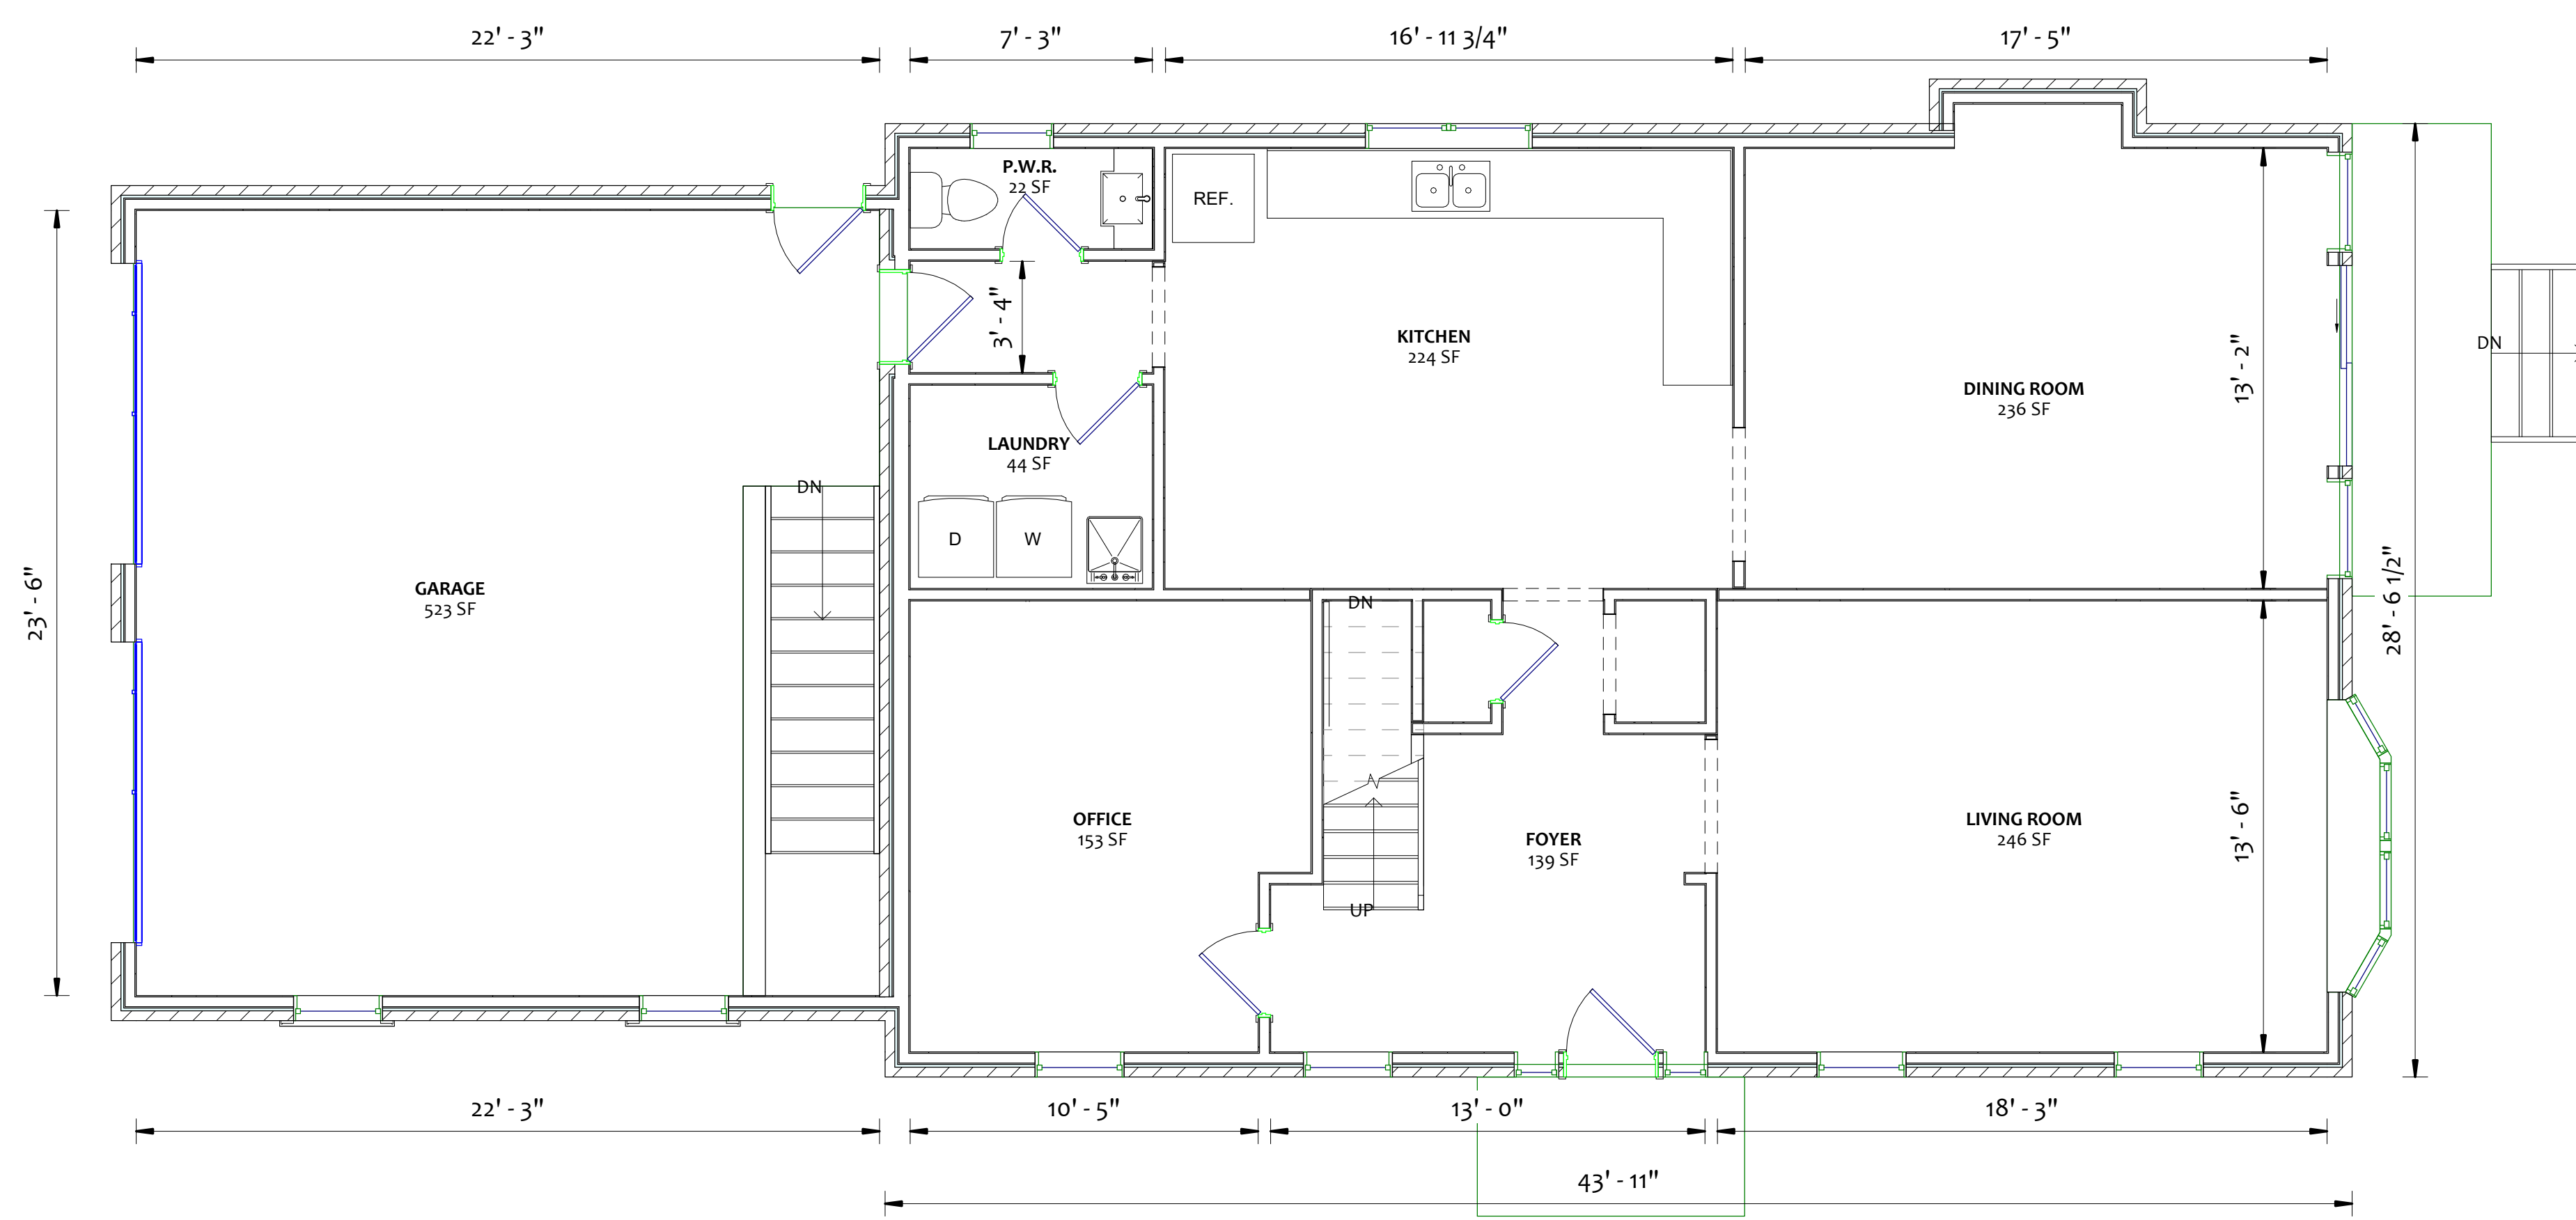 22' - 3"
7' - 3"
16' - 11 3/4"
17' - 5"
P.W.R.
22 SF
REF.
3' - 4"
KITCHEN
224 SF
DINING ROOM
236 SF
13' - 2"
DN
LAUNDRY
44 SF
DN
D
W
GARAGE
523 SF
23' - 6"
28' - 6 1/2"
DN
OFFICE
153 SF
FOYER
139 SF
LIVING ROOM
246 SF
13' - 6"
UP
22' - 3"
10' - 5"
13' - 0"
18' - 3"
43' - 11"